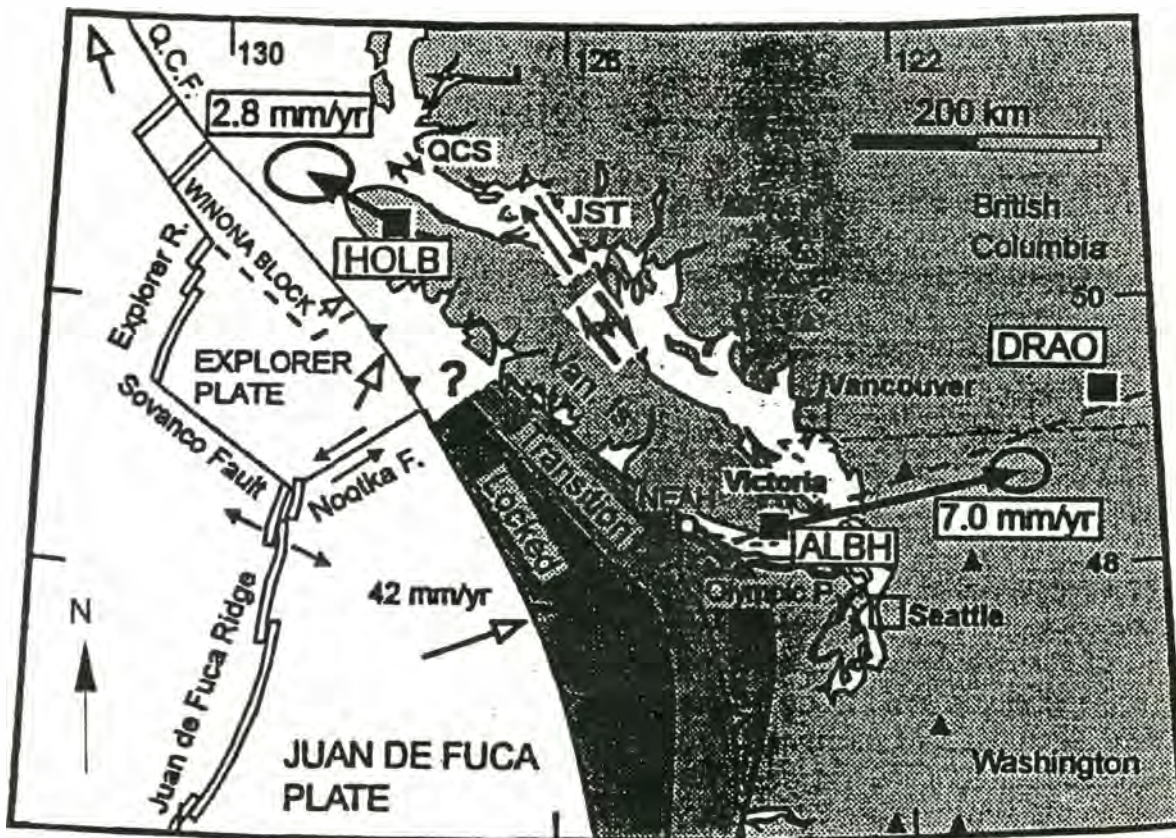 Q.C.F.
130
126
122
2.8 mm/yr
200 km
QCS
JST
British
Columbia
HOLB
WINONA BLOCK
Explorer R.
50
DRAO
EXPLORER
PLATE
?
Van
Vancouver
Sovanco Fault
Nootka F.
Transition
Locked
NEAH
Victoria
7.0 mm/yr
ALBH
48
Olympic P.
Seattle
42 mm/yr
N
Juan de Fuca Ridge
JUAN DE FUCA
PLATE
Washington